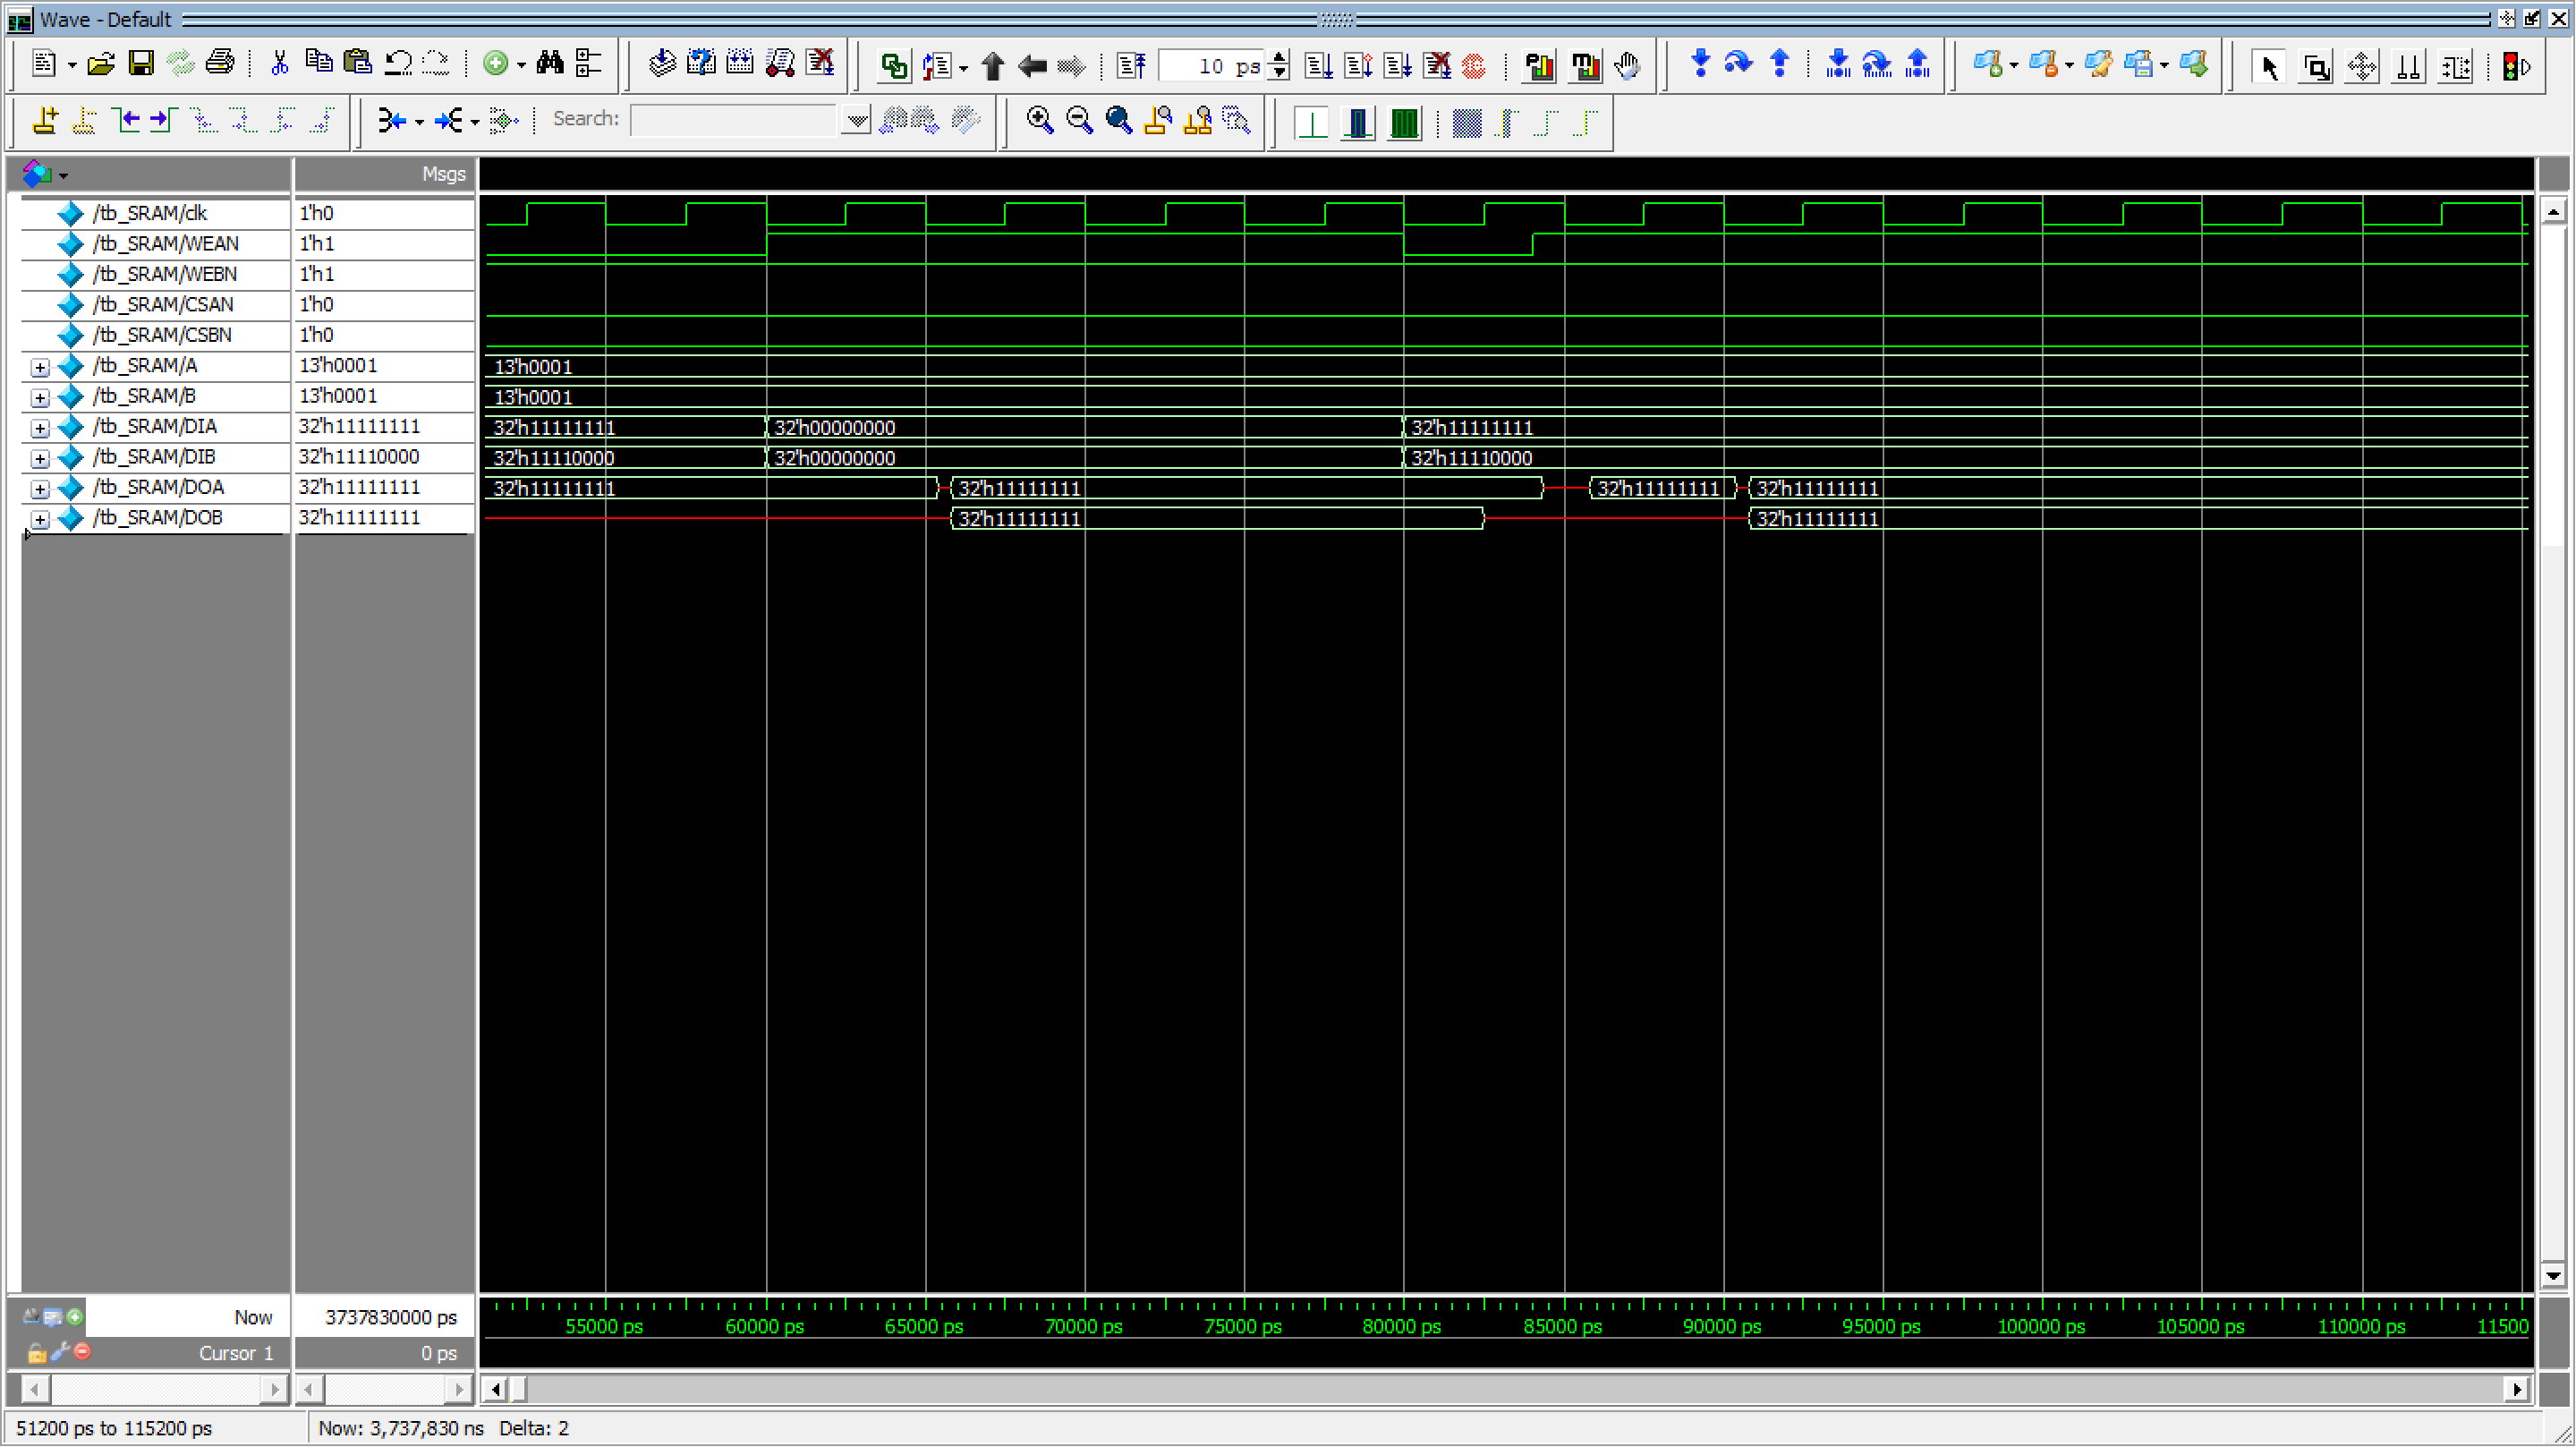 Wave - Default
10 ps
Search:
Msgs
/tb_SRAM/clk 1'h0
/tb_SRAM/WEAN 1'h1
/tb_SRAM/WEBN 1'h1
/tb_SRAM/CSAN 1'h0
/tb_SRAM/CSBN 1'h0
/tb_SRAM/A 13'h0001 13'h0001
/tb_SRAM/B 13'h0001 13'h0001
/tb_SRAM/DIA 32'h11111111 32'h11111111 32'h00000000 32'h11111111
/tb_SRAM/DIB 32'h11110000 32'h11110000 32'h00000000 32'h11110000
/tb_SRAM/DOA 32'h11111111 32'h11111111 32'h11111111 32'h11111111 32'h11111111
/tb_SRAM/DOB 32'h11111111 32'h11111111 32'h11111111
Now 3737830000 ps 55000 ps 60000 ps 65000 ps 70000 ps 75000 ps 80000 ps 85000 ps 90000 ps 95000 ps 100000 ps 105000 ps 110000 ps 11500
Cursor 1 0 ps
51200 ps to 115200 ps Now: 3,737,830 ns Delta: 2